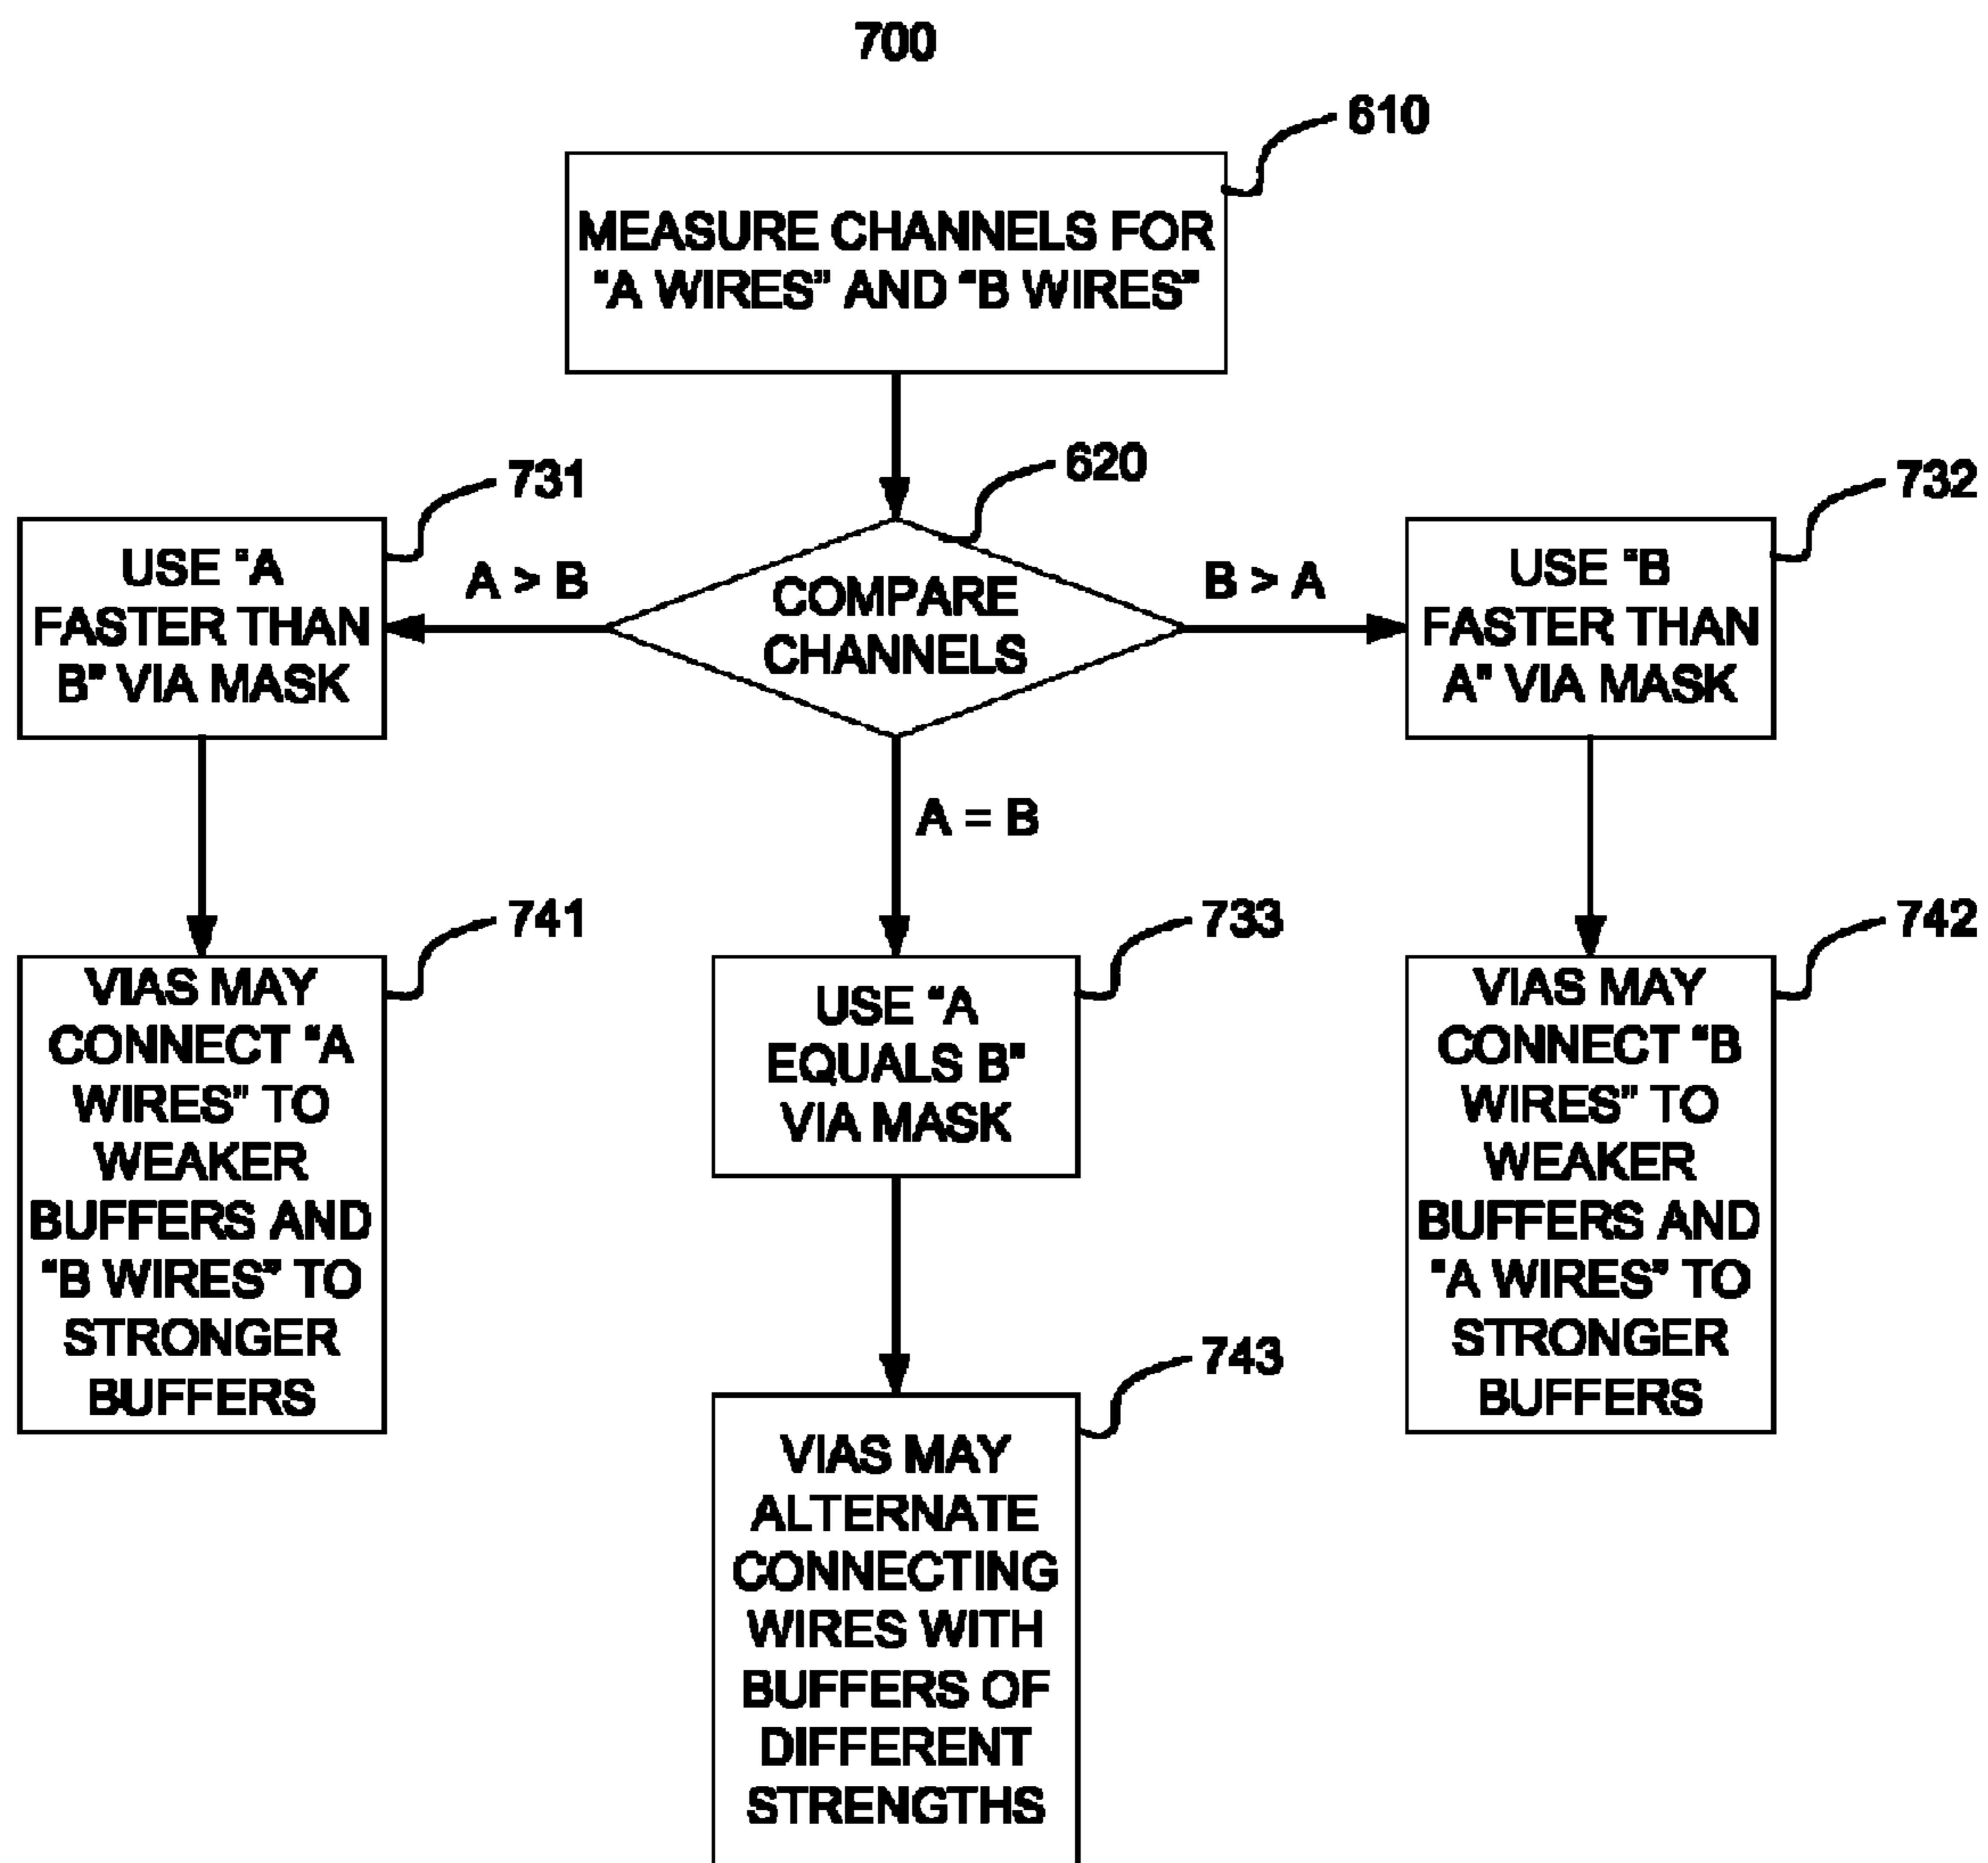 700
610
MEASURE CHANNELS FOR
"A WIRES" AND "B WIRES"
620
COMPARE
CHANNELS
A > B
B > A
A = B
731
USE "A
FASTER THAN
B" VIA MASK
732
USE "B
FASTER THAN
A" VIA MASK
741
VIAS MAY
CONNECT "A
WIRES" TO
WEAKER
BUFFERS AND
"B WIRES" TO
STRONGER
BUFFERS
733
USE "A
EQUALS B"
VIA MASK
742
VIAS MAY
CONNECT "B
WIRES" TO
WEAKER
BUFFERS AND
"A WIRES" TO
STRONGER
BUFFERS
743
VIAS MAY
ALTERNATE
CONNECTING
WIRES WITH
BUFFERS OF
DIFFERENT
STRENGTHS